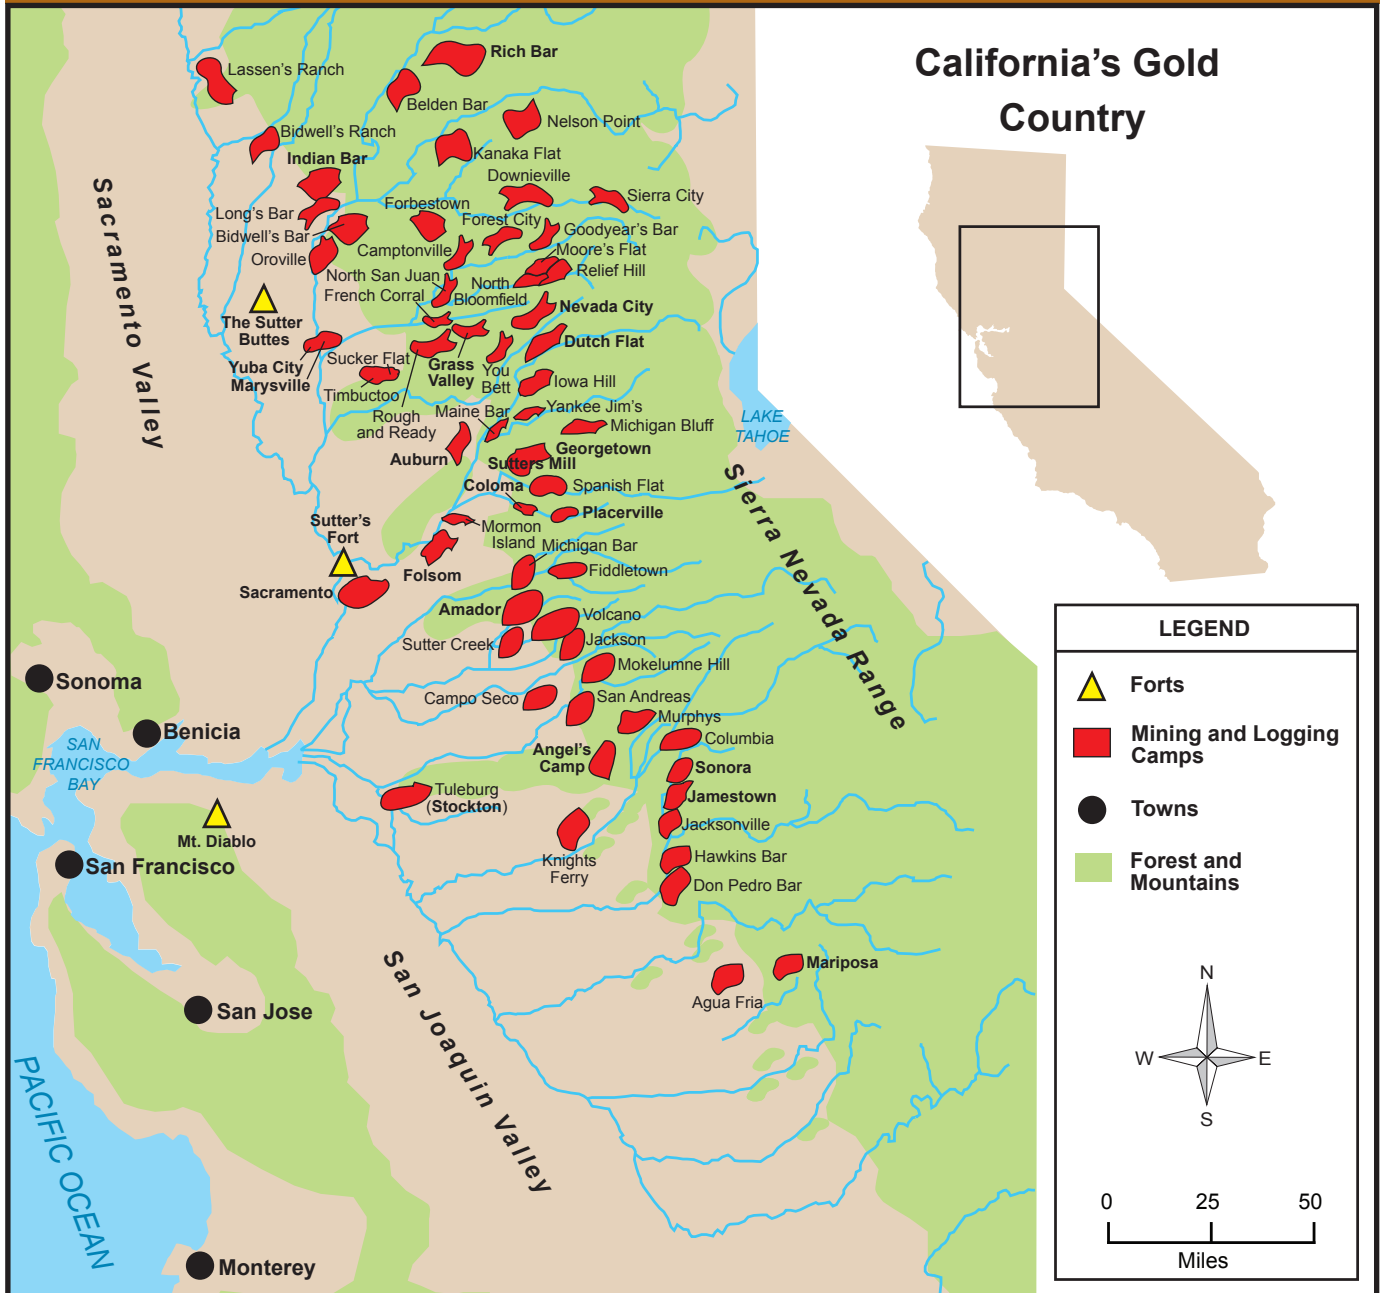 California's Gold
Country
Rich Bar
Lassen's Ranch
Belden Bar
Nelson Point
Bidwell's Ranch
Indian Bar
Kanaka Flat
Downieville
Sierra City
Long's Bar
Forbestown
Forest City
Goodyear's Bar
Bidwell's Bar
Camptonville
Moore's Flat
Oroville
North San Juan
North
Bloomfield
Relief Hill
French Corral
Nevada City
The Sutter
Buttes
Dutch Flat
Yuba City
Marysville
Sucker Flat
Grass
Valley
You
Bett
Iowa Hill
Timbuctoo
Rough
and Ready
Maine Bar
Yankee Jim's
Michigan Bluff
LAKE
TAHOE
Auburn
Georgetown
Sutters Mill
Coloma
Spanish Flat
Placerville
Sutter's
Fort
Mormon
Island
Michigan Bar
Folsom
Fiddletown
Sacramento
Amador
Volcano
Sutter Creek
Jackson
Mokelumne Hill
Campo Seco
San Andreas
Murphys
Columbia
Angel's
Camp
Sonora
Tuleburg
(Stockton)
Jamestown
Jacksonville
Knights
Ferry
Hawkins Bar
Don Pedro Bar
Mariposa
Agua Fria
Sacramento Valley
Sierra Nevada Range
San Joaquin Valley
Sonoma
Benicia
SAN
FRANCISCO
BAY
Mt. Diablo
San Francisco
San Jose
PACIFIC OCEAN
Monterey
LEGEND
Forts
Mining and Logging
Camps
Towns
Forest and
Mountains
N
W
E
S
0 25 50
Miles